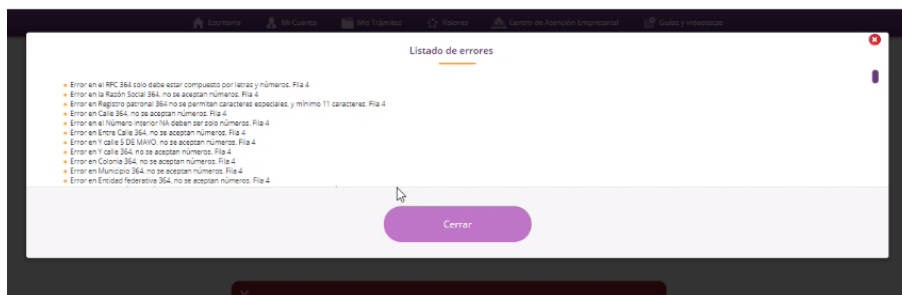 Escritorio Mi Cuenta Mis Trámites Valores Centro de Atención Empresarial Guías y videotecas
Listado de errores
Error en el RFC 364 solo debe estar compuesto por letras y números. Fila 4
Error en la Razón Social 364, no se aceptan números. Fila 4
Error en Registro patronal 364 no se permiten caracteres especiales, y mínimo 11 caracteres. Fila 4
Error en Calle 364, no se aceptan números. Fila 4
Error en el Número Interior NA deben ser solo números. Fila 4
Error en Entre Calle 364, no se aceptan números. Fila 4
Error en Y calle 5 DE MAYO, no se aceptan números. Fila 4
Error en Y calle 364, no se aceptan números. Fila 4
Error en Colonia 364, no se aceptan números. Fila 4
Error en Municipio 364, no se aceptan números. Fila 4
Error en Entidad federativa 364, no se aceptan números. Fila 4
Cerrar